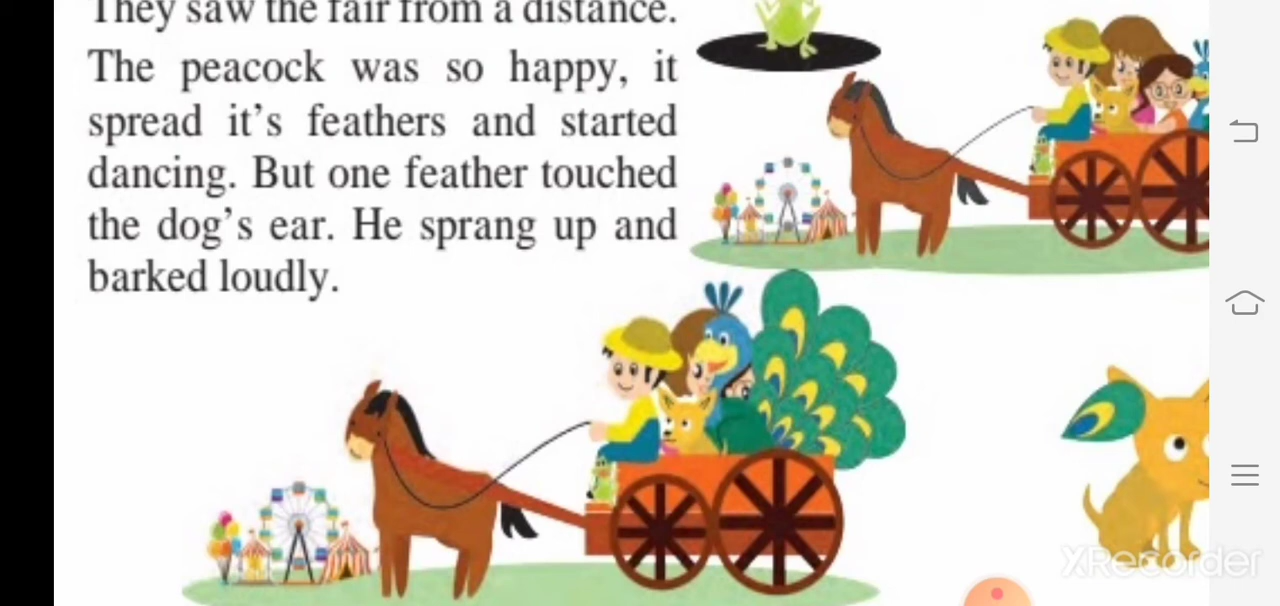 They saw the fair from a distance.
The peacock was so happy, it
spread it's feathers and started
dancing. But one feather touched
the dog's ear. He sprang up and
barked loudly.
XRecorder